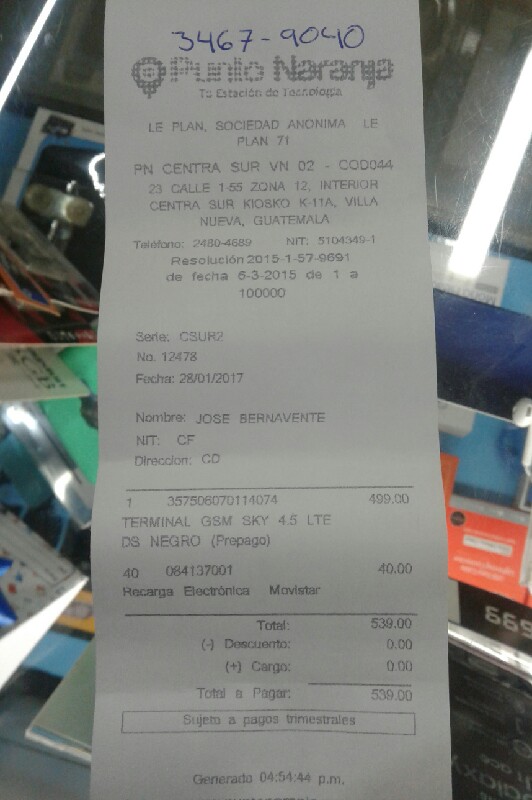 3467-9040
Punto Naranja
Tu Estación de Tecnología
LE PLAN, SOCIEDAD ANONIMA LE
PLAN 71
PN CENTRA SUR VN 02 - COD044
23 CALLE 1-55 ZONA 12, INTERIOR
CENTRA SUR KIOSKO K-11A, VILLA
NUEVA, GUATEMALA
Teléfono: 2480-4689 NIT: 5104349-1
Resolución 2015-1-57-9691
de fecha 6-3-2015 de 1 a
100000
Serie: CSUR2
No. 12478
Fecha: 28/01/2017
Nombre: JOSE BERNAVENTE
NIT: CF
Direccion: CD
1 357506070114074 499.00
TERMINAL GSM SKY 4.5 LTE
DS NEGRO (Prepago)
40 084137001 40.00
Recarga Electrónica Movistar
Total: 539.00
(-) Descuento: 0.00
(+) Cargo: 0.00
Total a Pagar: 539.00
Sujeto a pagos trimestrales
Generado 04:54:44 p.m.